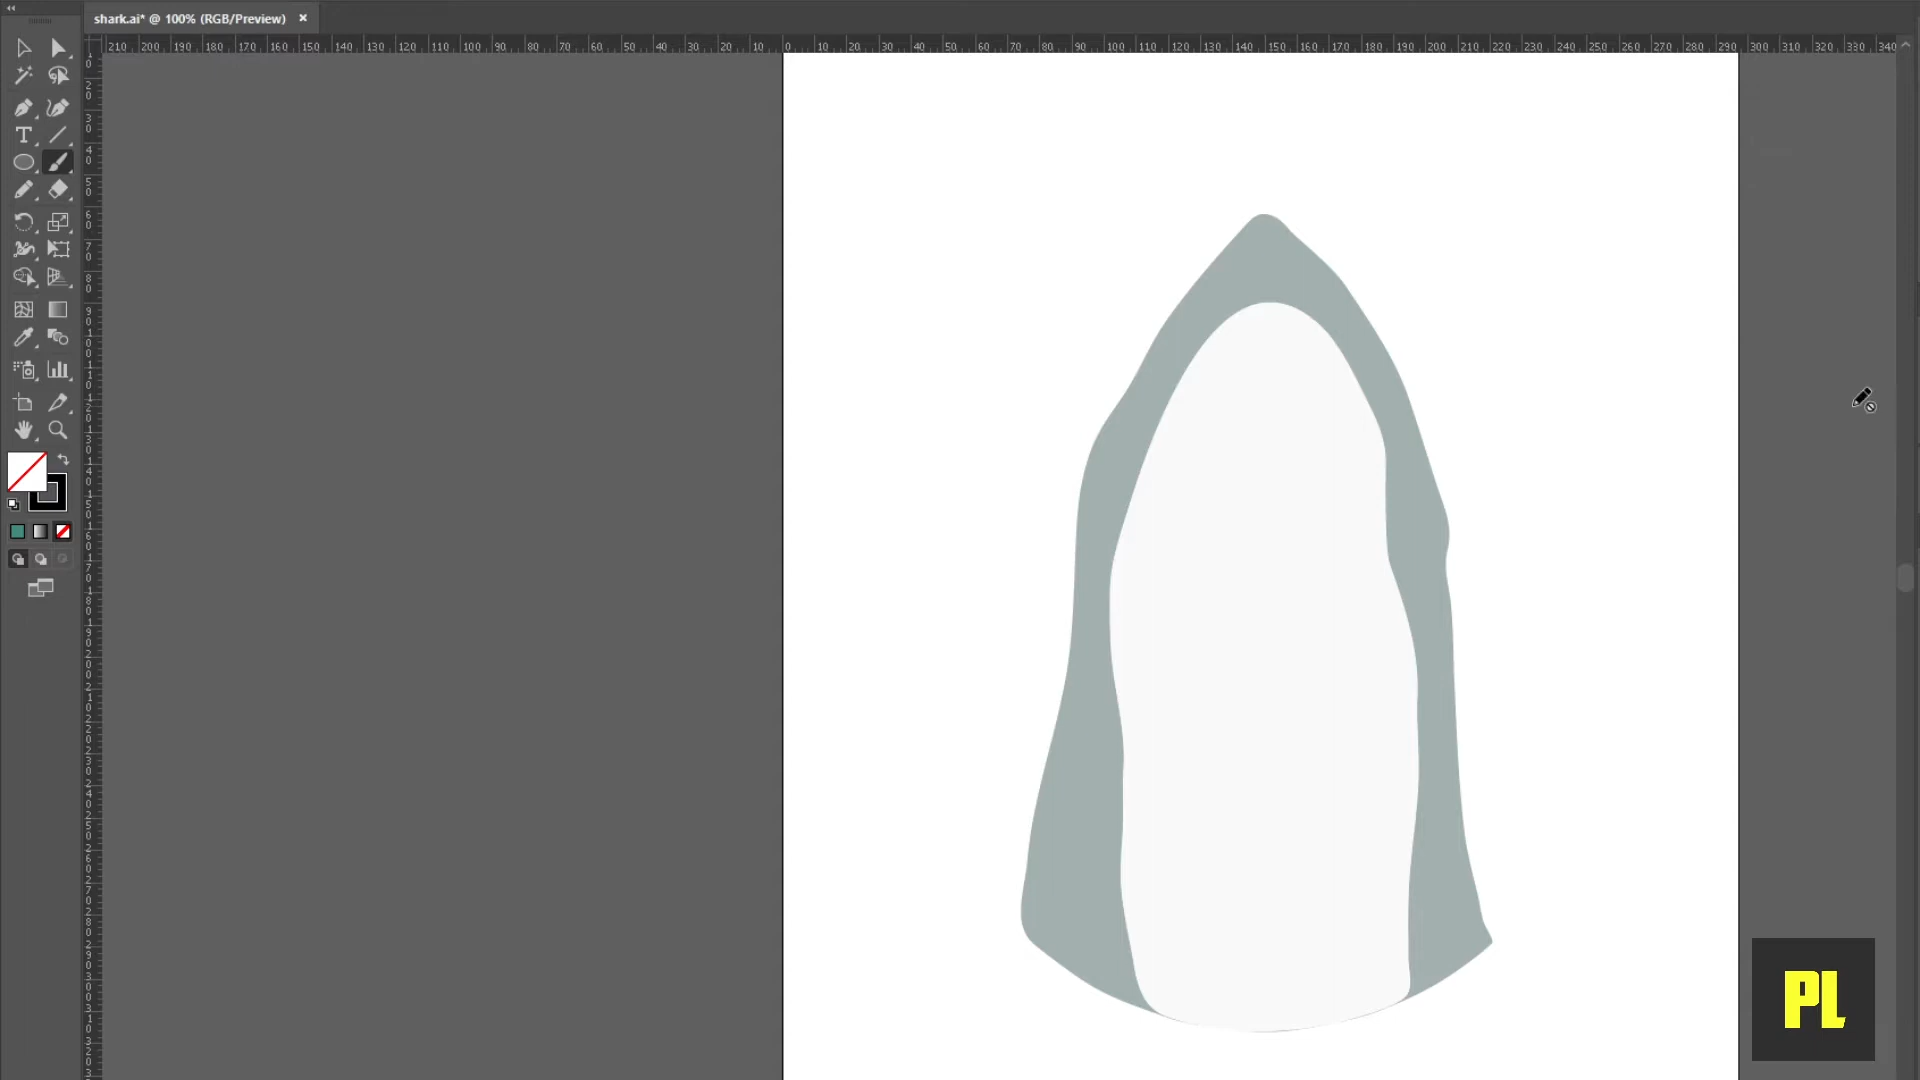 shark.ai* @ 100% (RGB/Preview) ×
210 200 190 180 170 160 150 140 130 120 110 100 90 80 70 60 50 40 30 20 10 0 10 20 30 40 50 60 70 80 90 100 110 120 130 140 150 160 170 180 190 200 210 220 230 240 250 260 270 280 290 300 310 320 330 340
PL